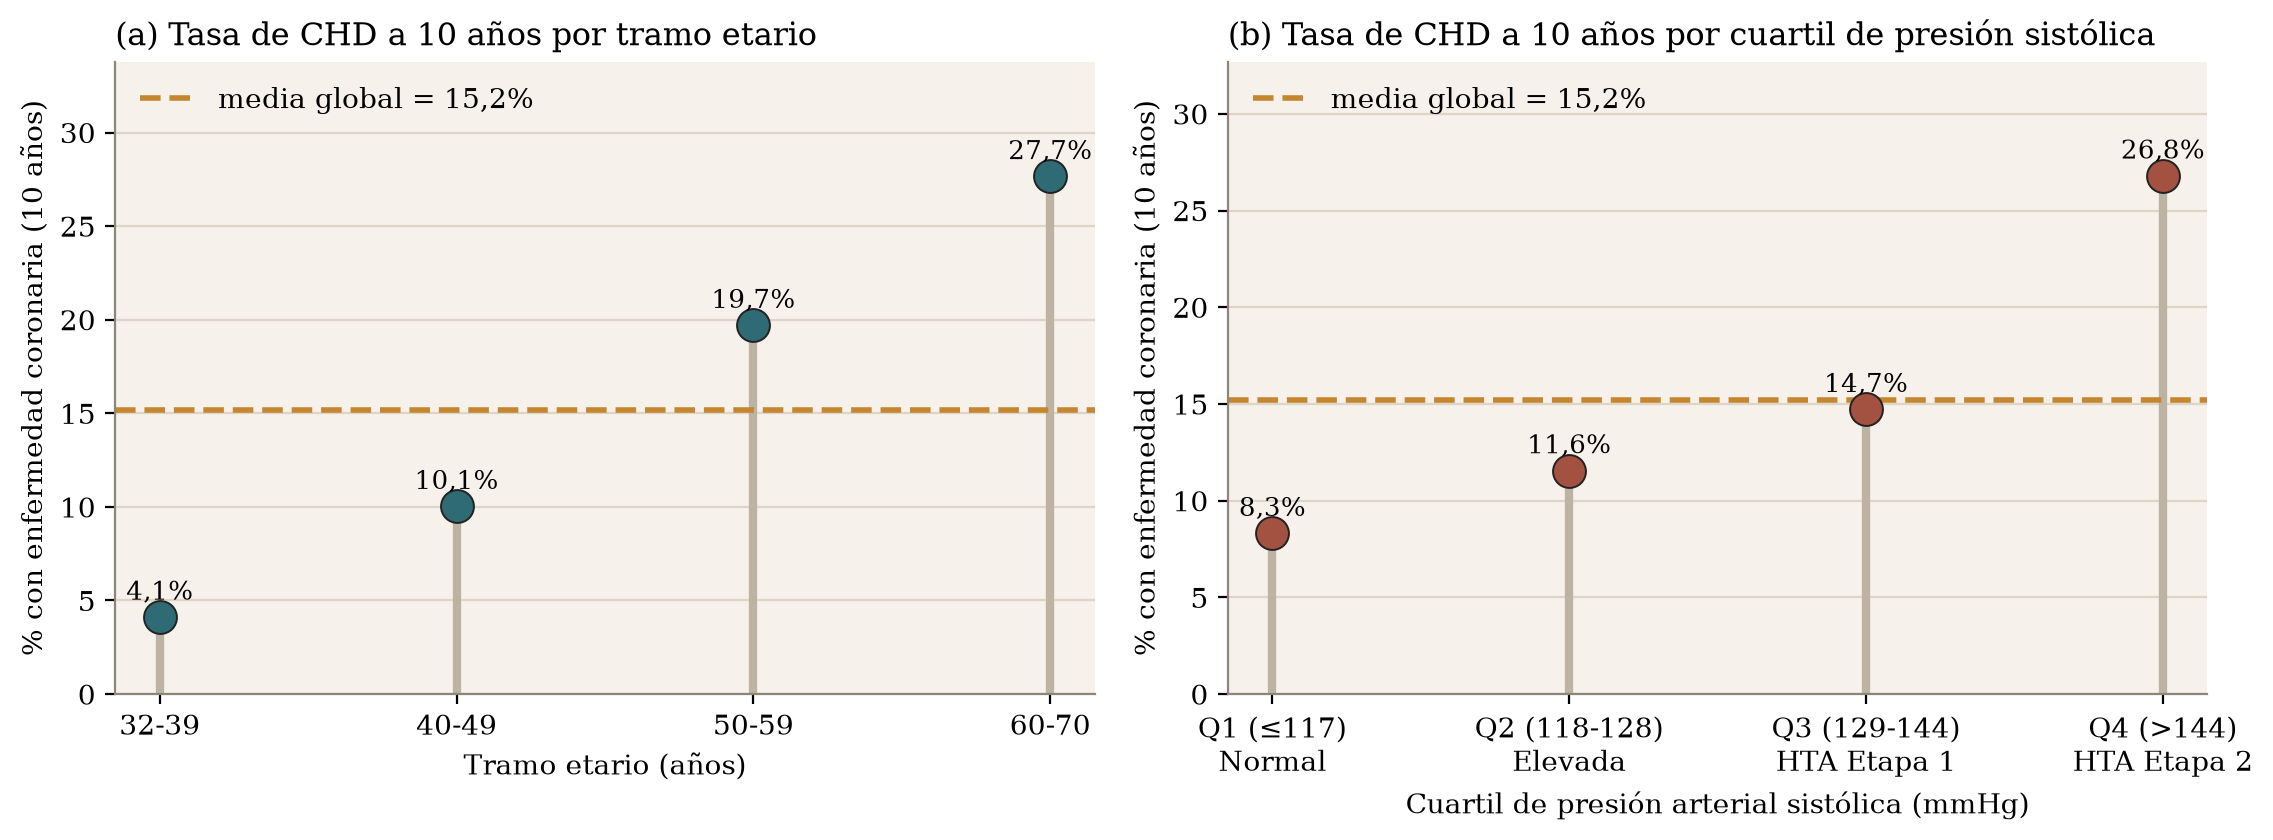 (a) Tasa de CHD a 10 años por tramo etario
media global = 15,2%
% con enfermedad coronaria (10 años)
30
25
20
15
10
5
0
4,1%
10,1%
19,7%
27,7%
32-39
40-49
50-59
60-70
Tramo etario (años)
(b) Tasa de CHD a 10 años por cuartil de presión sistólica
media global = 15,2%
% con enfermedad coronaria (10 años)
30
25
20
15
10
5
0
8,3%
11,6%
14,7%
26,8%
Q1 (≤117)
Normal
Q2 (118-128)
Elevada
Q3 (129-144)
HTA Etapa 1
Q4 (>144)
HTA Etapa 2
Cuartil de presión arterial sistólica (mmHg)